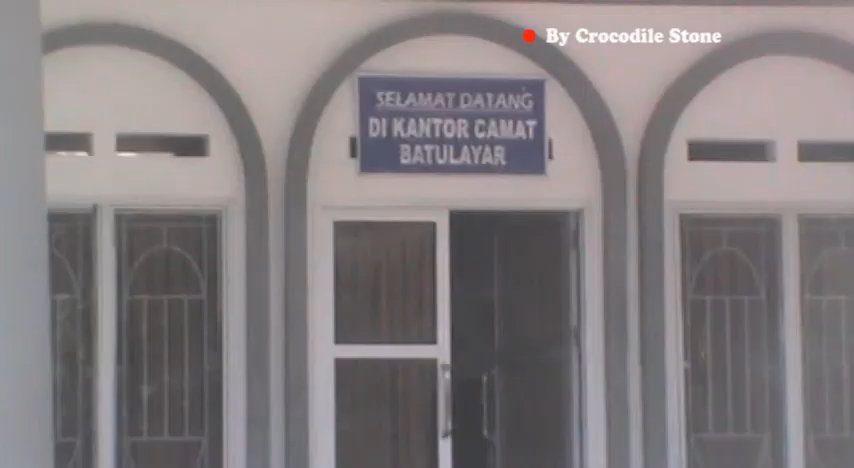 By Crocodile Stone
SELAMAT DATANG
DI KANTOR CAMAT
BATULAYAR